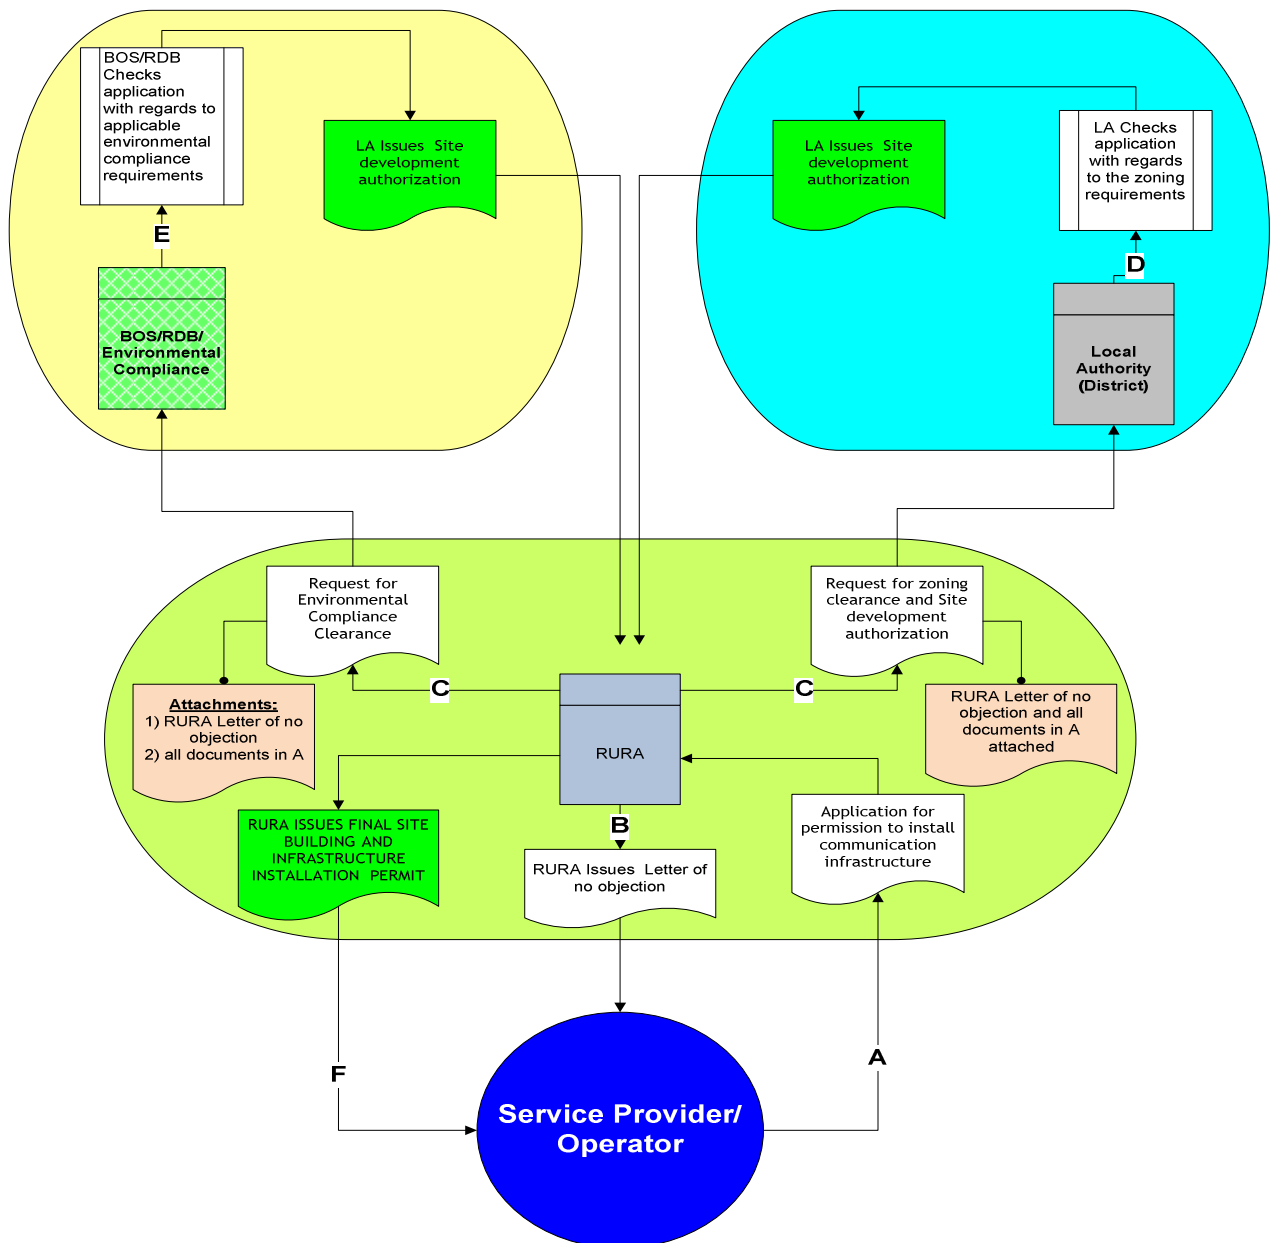 BOS/RDB
Checks
application
with regards to
applicable
environmental
compliance
requirements
LA Issues  Site
development
authorization
E
BOS/RDB/
Environmental
Compliance
LA Issues  Site
development
authorization
LA Checks
application
with regards
to the zoning
requirements
D
Local
Authority
(District)
Request for
Environmental
Compliance
Clearance
Request for zoning
clearance and Site
development
authorization
C
C
Attachments:
1) RURA Letter of no
objection
2) all documents in A
RURA
RURA Letter of no
objection and all
documents in A
attached
RURA ISSUES FINAL SITE
BUILDING AND
INFRASTRUCTURE
INSTALLATION  PERMIT
B
RURA Issues  Letter of
no objection
Application for
permission to install
communication
infrastructure
F
A
Service Provider/
Operator